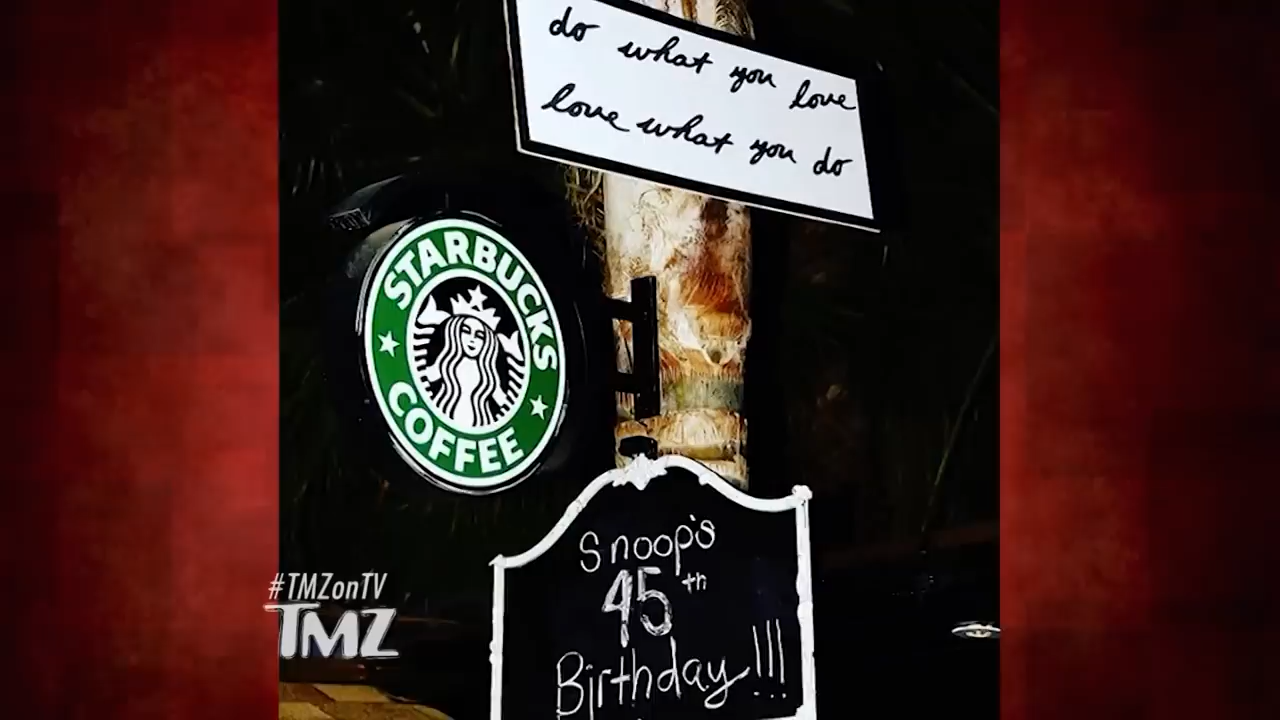 do what you love
love what you do
STARBUCKS
COFFEE
Snoop's
45th
Birthday!!!
#TMZonTV
TMZ